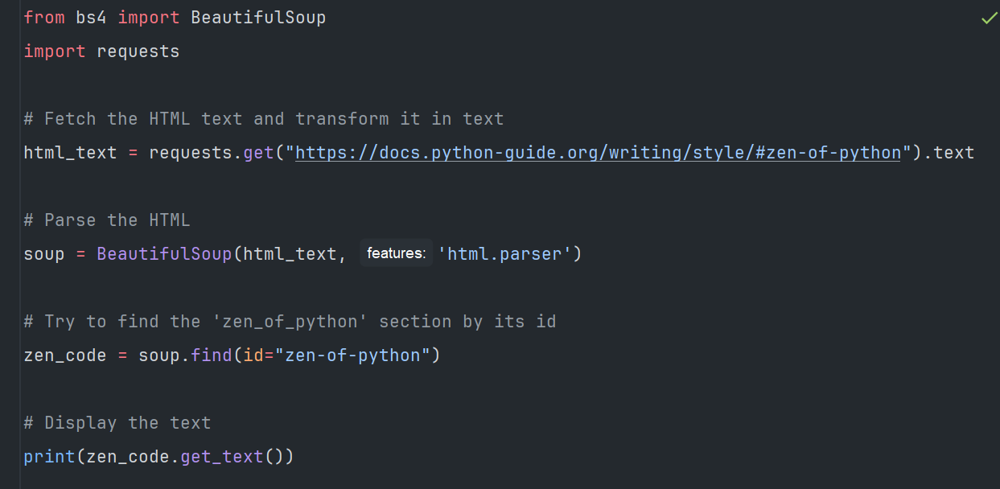 from bs4 import BeautifulSoup
import requests
# Fetch the HTML text and transform it in text
html_text = requests.get("https://docs.python-guide.org/writing/style/#zen-of-python").text
# Parse the HTML
soup = BeautifulSoup(html_text, features: 'html.parser')
# Try to find the 'zen_of_python' section by its id
zen_code = soup.find(id="zen-of-python")
# Display the text
print(zen_code.get_text())